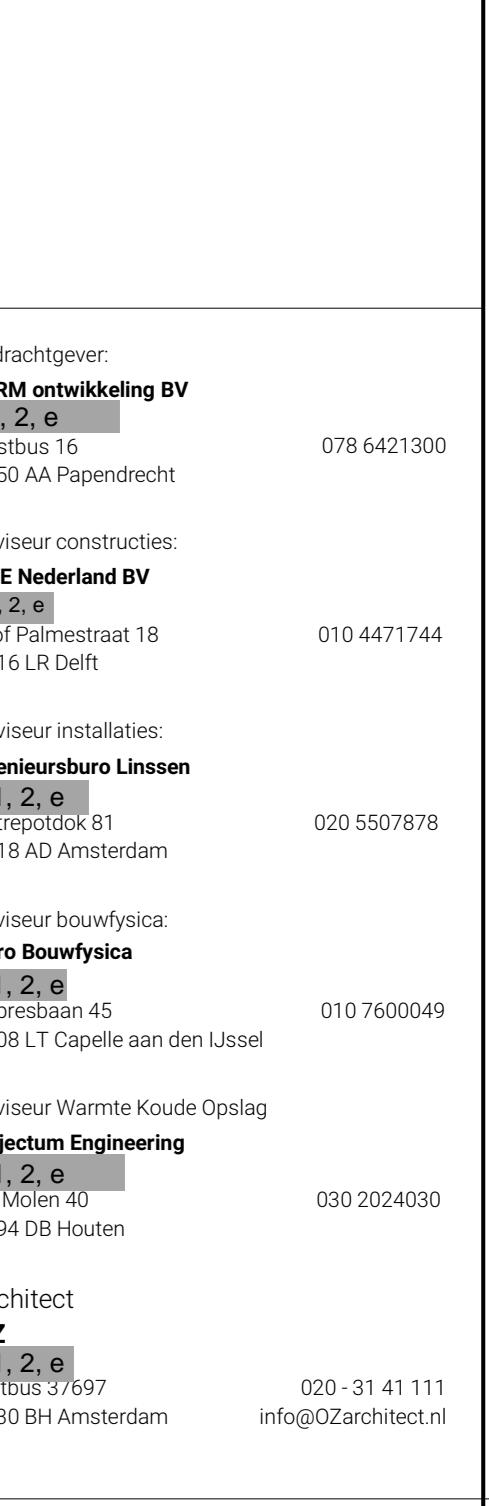 drachtgever:
RM ontwikkeling BV
, 2, e
stbus 16 078 6421300
50 AA Papendrecht
viseur constructies:
E Nederland BV
, 2, e
of Palmestraat 18 010 4471744
16 LR Delft
viseur installaties:
enieursburo Linssen
, 2, e
trepotdok 81 020 5507878
18 AD Amsterdam
viseur bouwfysica:
ro Bouwfysica
, 2, e
presbaan 45 010 7600049
08 LT Capelle aan den IJssel
viseur Warmte Koude Opslag
jectum Engineering
, 2, e
Molen 40 030 2024030
94 DB Houten
chitect
Z
, 2, e
tbus 37697 020 - 31 41 111
30 BH Amsterdam info@OZarchitect.nl